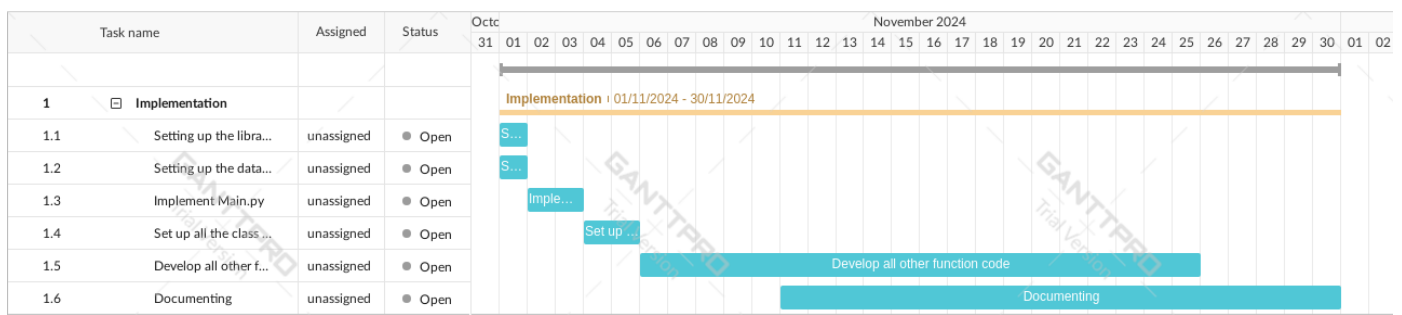 Task name Assigned Status Octo November 2024
31 01 02 03 04 05 06 07 08 09 10 11 12 13 14 15 16 17 18 19 20 21 22 23 24 25 26 27 28 29 30 01 02
1 Implementation Implementation 01/11/2024 - 30/11/2024
1.1 Setting up the libra... unassigned Open S...
1.2 Setting up the data... unassigned Open S...
1.3 Implement Main.py unassigned Open Imple...
1.4 Set up all the class ... unassigned Open Set up ...
1.5 Develop all other f... unassigned Open Develop all other function code
1.6 Documenting unassigned Open Documenting
GANTTPRO
Trial Version
GANTTPRO
Trial Version
GANTTPRO
Trial Version